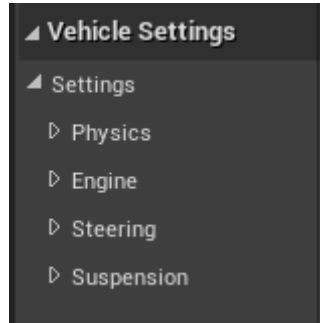 Vehicle Settings
Settings
Physics
Engine
Steering
Suspension